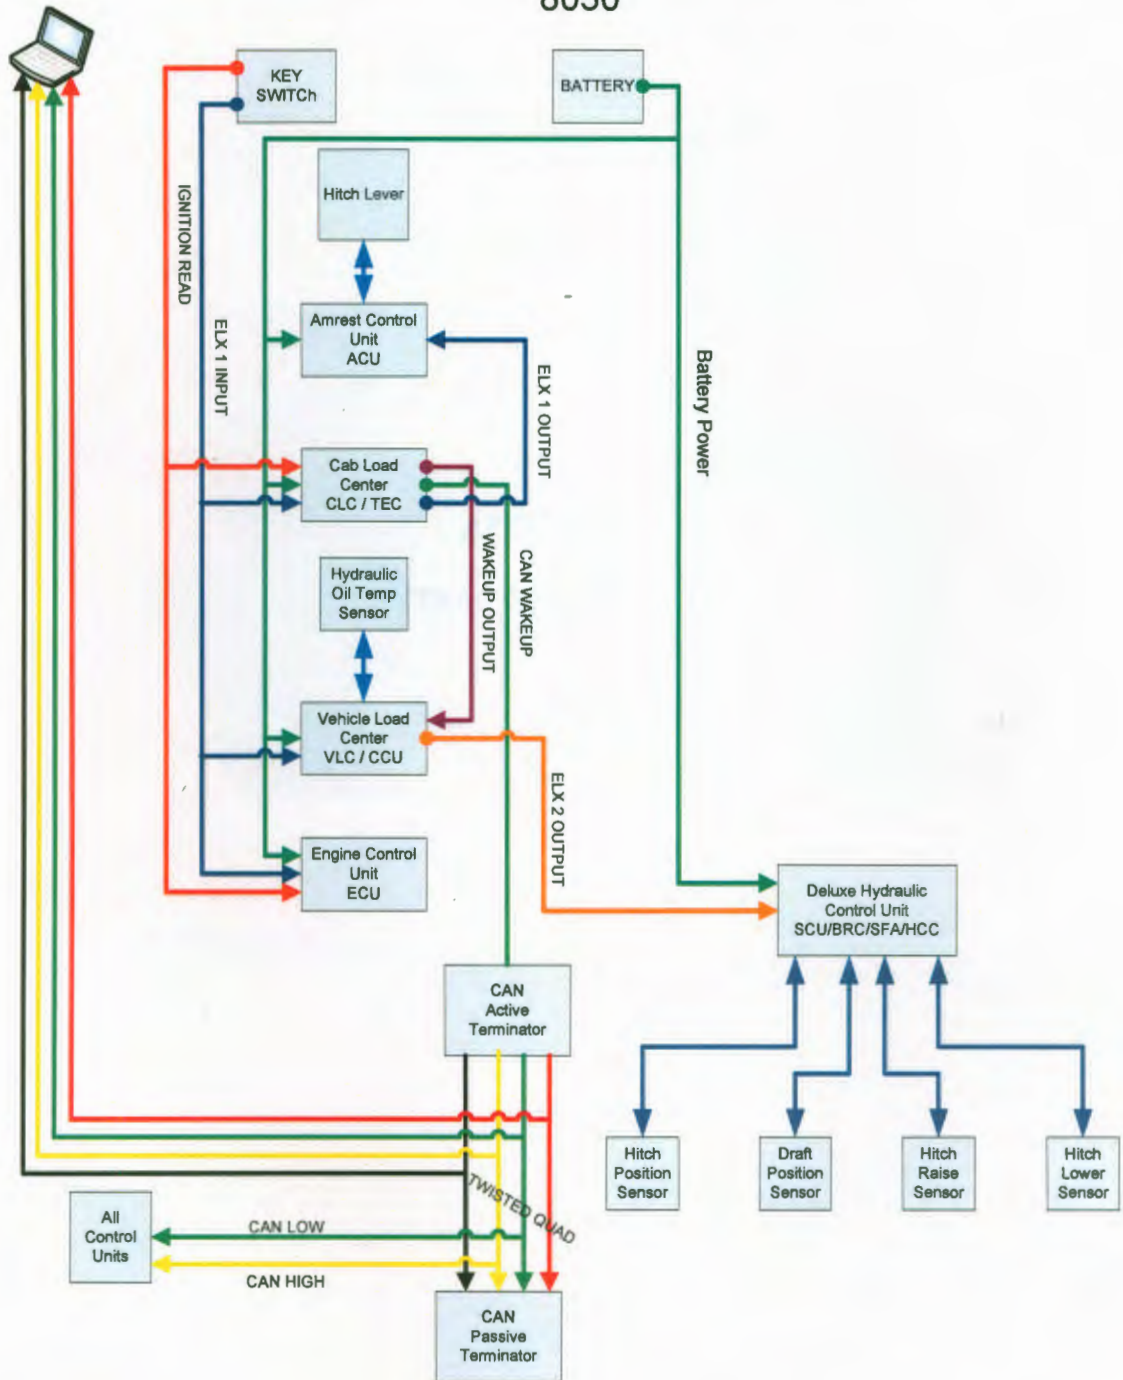 KEY
SWITCh
BATTERY
Hitch Lever
IGNITION READ
ELX 1 INPUT
Amrest Control
Unit
ACU
ELX 1 OUTPUT
Battery Power
Cab Load
Center
CLC / TEC
WAKEUP OUTPUT
CAN WAKEUP
Hydraulic
Oil Temp
Sensor
Vehicle Load
Center
VLC / CCU
ELX 2 OUTPUT
Engine Control
Unit
ECU
Deluxe Hydraulic
Control Unit
SCU/BRC/SFA/HCC
CAN
Active
Terminator
Hitch
Position
Sensor
Draft
Position
Sensor
Hitch
Raise
Sensor
Hitch
Lower
Sensor
TWISTED QUAD
All
Control
Units
CAN LOW
CAN HIGH
CAN
Passive
Terminator